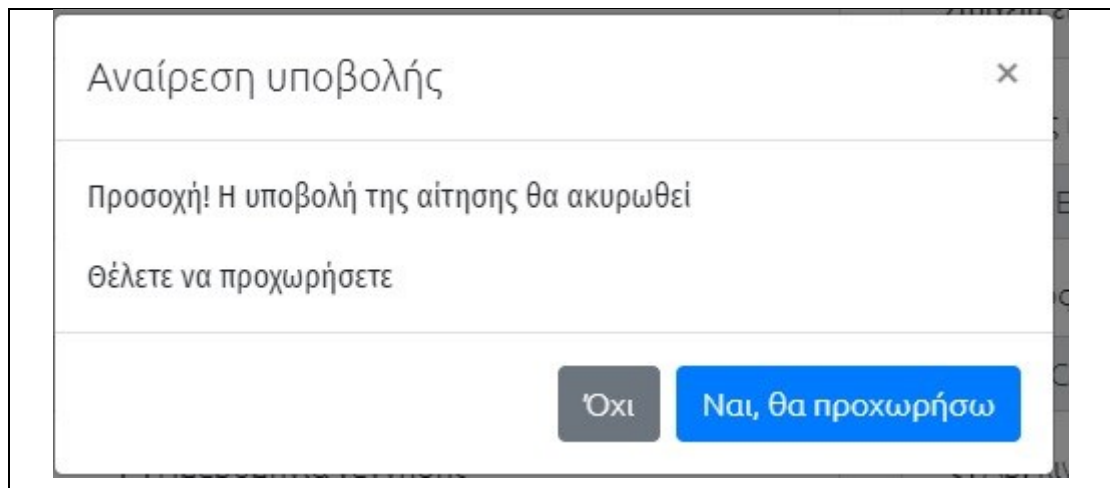 Αναίρεση υποβολής ×
Προσοχή! Η υποβολή της αίτησης θα ακυρωθεί
Θέλετε να προχωρήσετε
Όχι Ναι, θα προχωρήσω